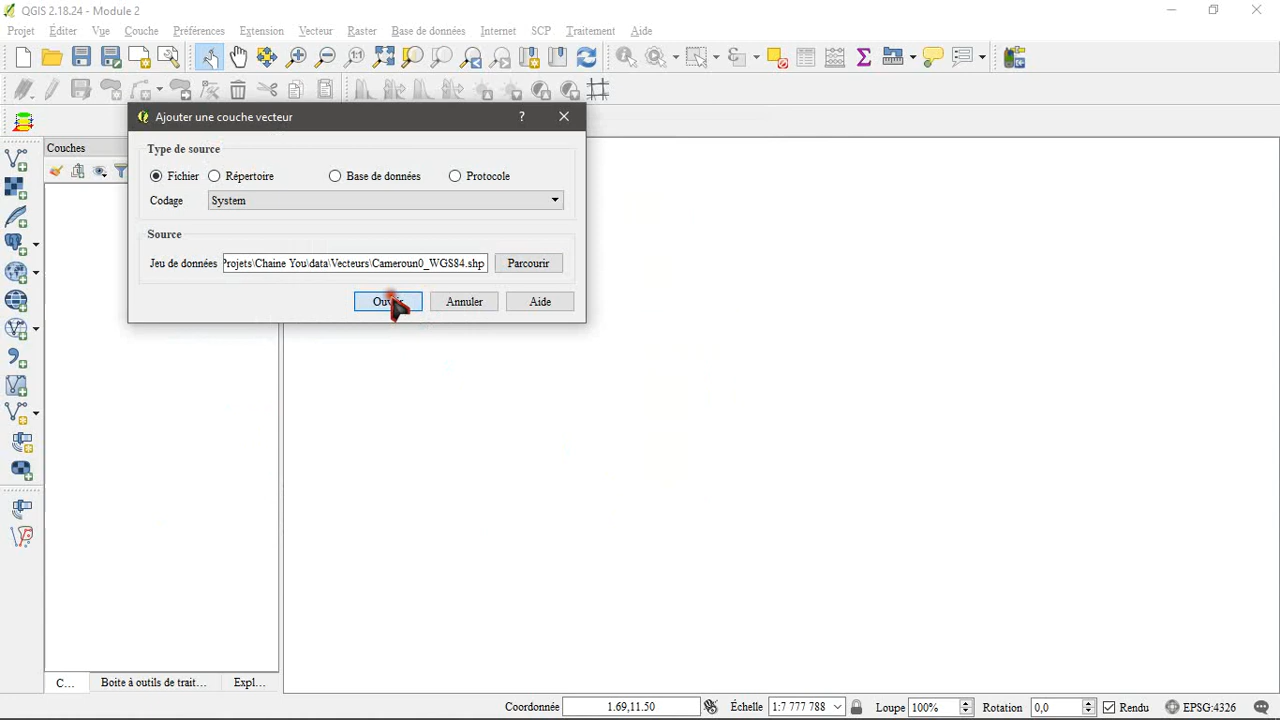 QGIS 2.18.24 - Module 2
Projet Éditer Vue Couche Préférences Extension Vecteur Raster Base de données Internet SCP Traitement Aide
Ajouter une couche vecteur
?
Couches
Type de source
Fichier Répertoire Base de données Protocole
Codage System
Source
Jeu de données Projets\Chaine You\data\Vecteurs\Cameroun0_WGS84.shp Parcourir
Annuler Aide
C... Boite à outils de trait... Expl...
Coordonnée 1.69,11.50 Échelle 1:7 777 788 Loupe 100% Rotation 0,0 Rendu EPSG:4326